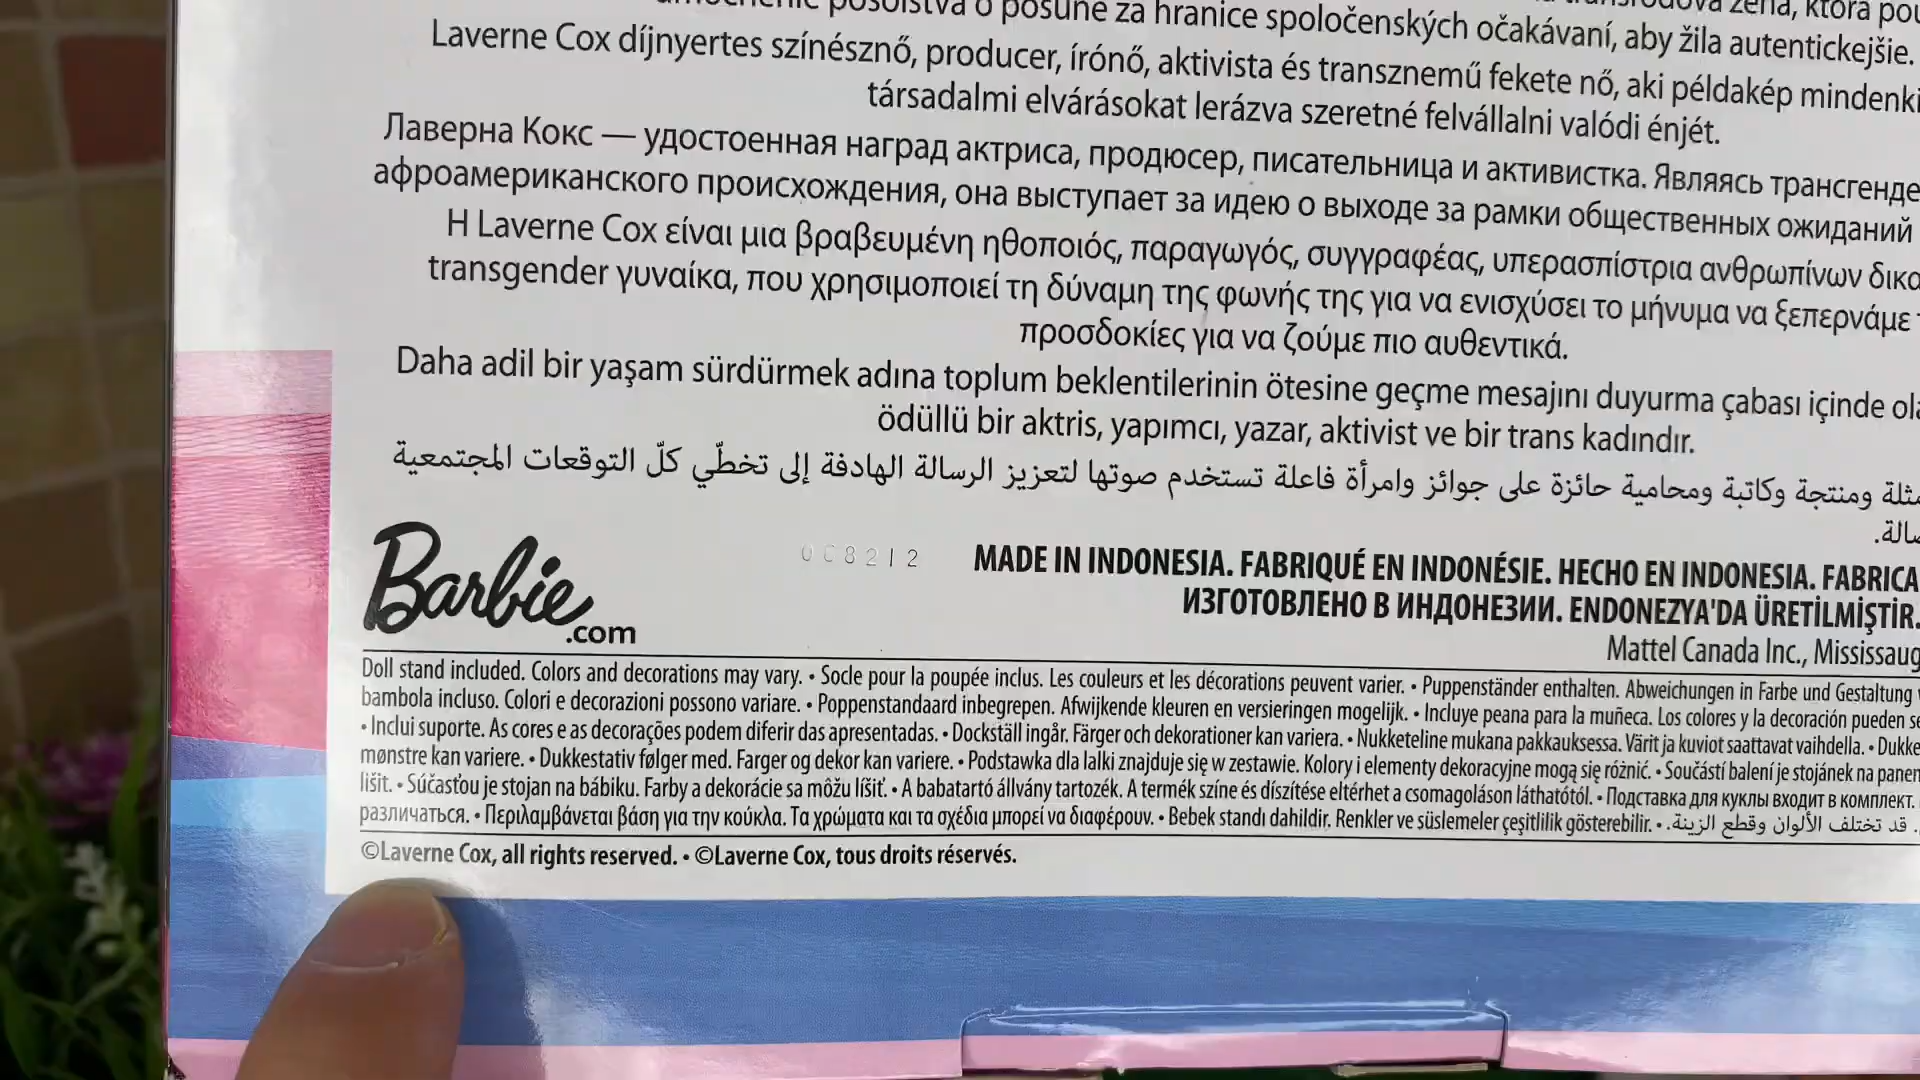 posolstva o posune za hranice spoločenských očakávaní, aby žila autentickejšie.
Laverne Cox díjnyertes színésznő, producer, írónő, aktivista és transznemű fekete nő, aki példakép mindenki
társadalmi elvárásokat lerázva szeretné felvállalni valódi énjét.
Лаверна Кокс — удостоенная наград актриса, продюсер, писательница и активистка. Являясь
афроамериканского происхождения, она выступает за идею о выходе за рамки общественных ожиданий
Η Laverne Cox είναι μια βραβευμένη ηθοποιός, παραγωγός, συγγραφέας, υπερασπίστρια ανθρωπίνων
transgender γυναίκα, που χρησιμοποιεί τη δύναμη της φωνής της για να ενισχύσει το μήνυμα να ξεπερνάμε
προσδοκίες για να ζούμε πιο αυθεντικά.
Daha adil bir yaşam sürdürmek adına toplum beklentilerinin ötesine geçme mesajını duyurma çabası içinde
ödüllü bir aktris, yapımcı, yazar, aktivist ve bir trans kadındır.
ومنتجة وكاتبة ومحامية حائزة على جوائز وامرأة فاعلة تستخدم صوتها لتعزيز الرسالة الهادفة إلى تخطّي كلّ التوقعات المجتمعية
Barbie.com
MADE IN INDONESIA. FABRIQUÉ EN INDONÉSIE. HECHO EN INDONESIA.
ИЗГОТОВЛЕНО В ИНДОНЕЗИИ. ENDONEZYA'DA ÜRETİLMİŞTİR.
Mattel Canada Inc.,
Doll stand included. Colors and decorations may vary. • Socle pour la poupée inclus. Les couleurs et les décorations peuvent varier. • Puppenständer enthalten. Abweichungen in Farbe und Gestaltung
bambola incluso. Colori e decorazioni possono variare. • Poppenstandaard inbegrepen. Afwijkende kleuren en versieringen mogelijk. • Incluye peana para la muñeca. Los colores y la decoración pueden
• Inclui suporte. As cores e as decorações podem diferir das apresentadas. • Dockställ ingår. Färger och dekorationer kan variera. • Nukketeline mukana pakkauksessa. Värit ja kuviot saattavat vaihdella. •
mønstre kan variere. • Dukkestativ følger med. Farger og dekor kan variere. • Podstawka dla lalki znajduje się w zestawie. Kolory i elementy dekoracyjne mogą się różnić. • Součástí balení je stojánek na
lišit. • Súčasťou je stojan na bábiku. Farby a dekorácie sa môžu líšiť. • A babatartó állvány tartozék. A termék színe és díszítése eltérhet a csomagoláson láthatótól. • Подставка для куклы входит в комплект.
различаться. • Περιλαμβάνεται βάση για την κούκλα. Τα χρώματα και τα σχέδια μπορεί να διαφέρουν. • Bebek standı dahildir. Renkler ve süslemeler çeşitlilik gösterebilir. • قد تختلف الألوان وقطع الزينة.
©Laverne Cox, all rights reserved. • ©Laverne Cox, tous droits réservés.